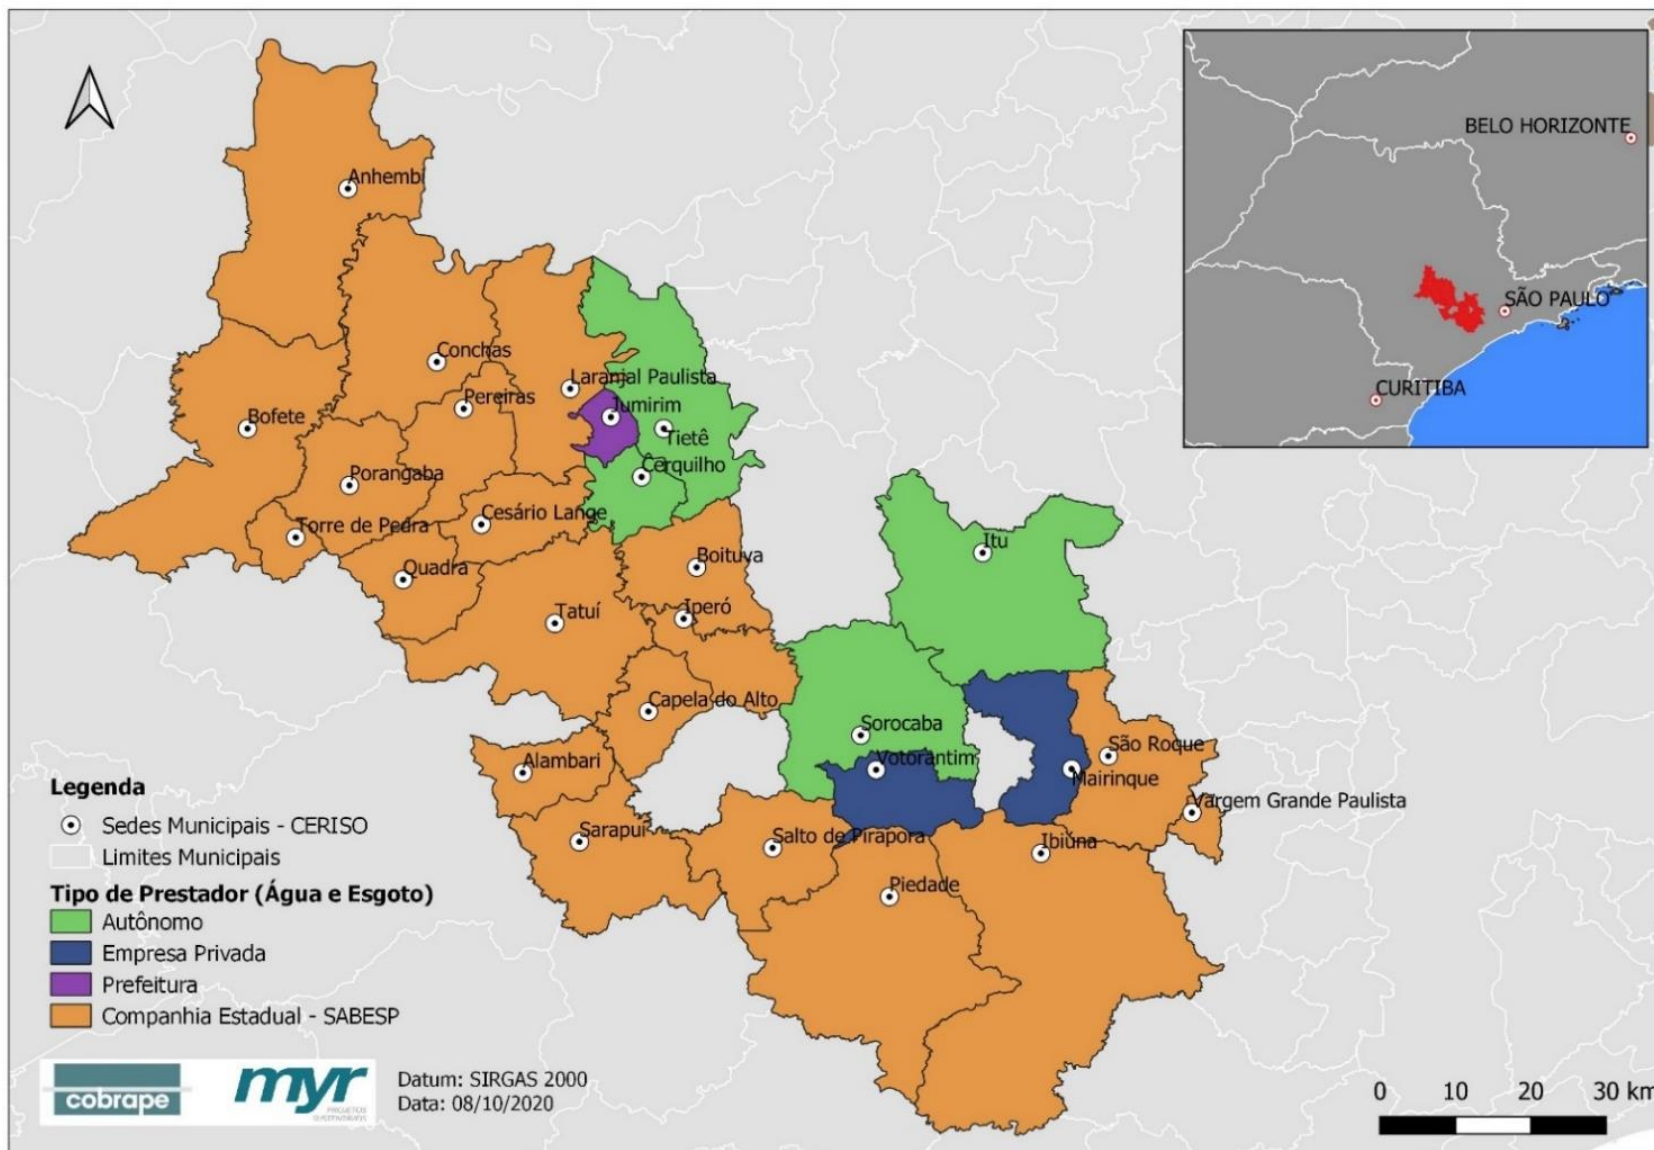 BELO HORIZONTE
SÃO PAULO
CURITIBA
Anhembi
Conchas
Laranjal Paulista
Pereiras
Jumirim
Bofete
Tietê
Cerquilho
Porangaba
Cesário Lange
Torre de Pedra
Itu
Boituva
Quadra
Tatuí
Iperó
Capela do Alto
Sorocaba
São Roque
Alambari
Votorantim
Mairinque
Vargem Grande Paulista
Sarapuí
Salto de Pirapora
Ibiúna
Piedade
Legenda
Sedes Municipais - CERISO
Limites Municipais
Tipo de Prestador (Água e Esgoto)
Autônomo
Empresa Privada
Prefeitura
Companhia Estadual - SABESP
cobrape
myr
PROJETOS
SUSTENTÁVEIS
Datum: SIRGAS 2000
Data: 08/10/2020
0 10 20 30 km